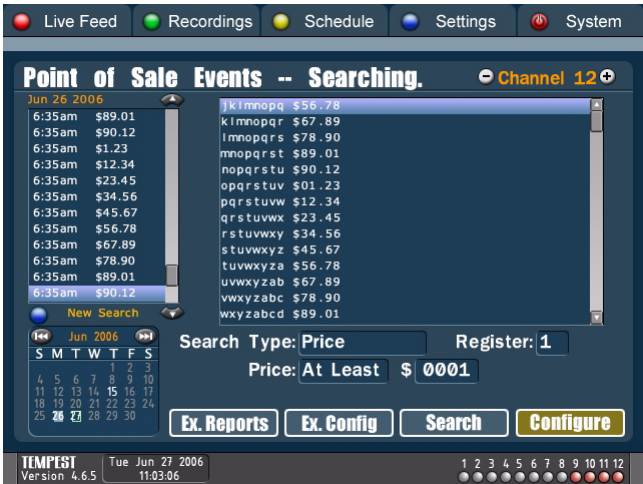 Live Feed Recordings Schedule Settings System
Point of Sale Events -- Searching.
Channel 12
Jun 26 2006
6:35am $89.01
6:35am $90.12
6:35am $1.23
6:35am $12.34
6:35am $23.45
6:35am $34.56
6:35am $45.67
6:35am $56.78
6:35am $67.89
6:35am $78.90
6:35am $89.01
6:35am $90.12
New Search
jklmnopq $56.78
klmnopqr $67.89
lmnopqrs $78.90
mnopqrst $89.01
nopqrstu $90.12
opqrstuv $01.23
pqrstuvw $12.34
qrstuvwx $23.45
rstuvwxy $34.56
stuvwxyz $45.67
tuvwxyza $56.78
uvwxyzab $67.89
vwxyzabc $78.90
wxyzabcd $89.01
Jun 2006
S M T W T F S
1 2 3
4 5 6 7 8 9 10
11 12 13 14 15 16 17
18 19 20 21 22 23 24
25 26 27 28 29 30
Search Type: Price Register: 1
Price: At Least $ 0001
Ex. Reports Ex. Config Search Configure
TEMPEST
Version 4.6.5
Tue Jun 27 2006
11:03:06
1 2 3 4 5 6 7 8 9 10 11 12